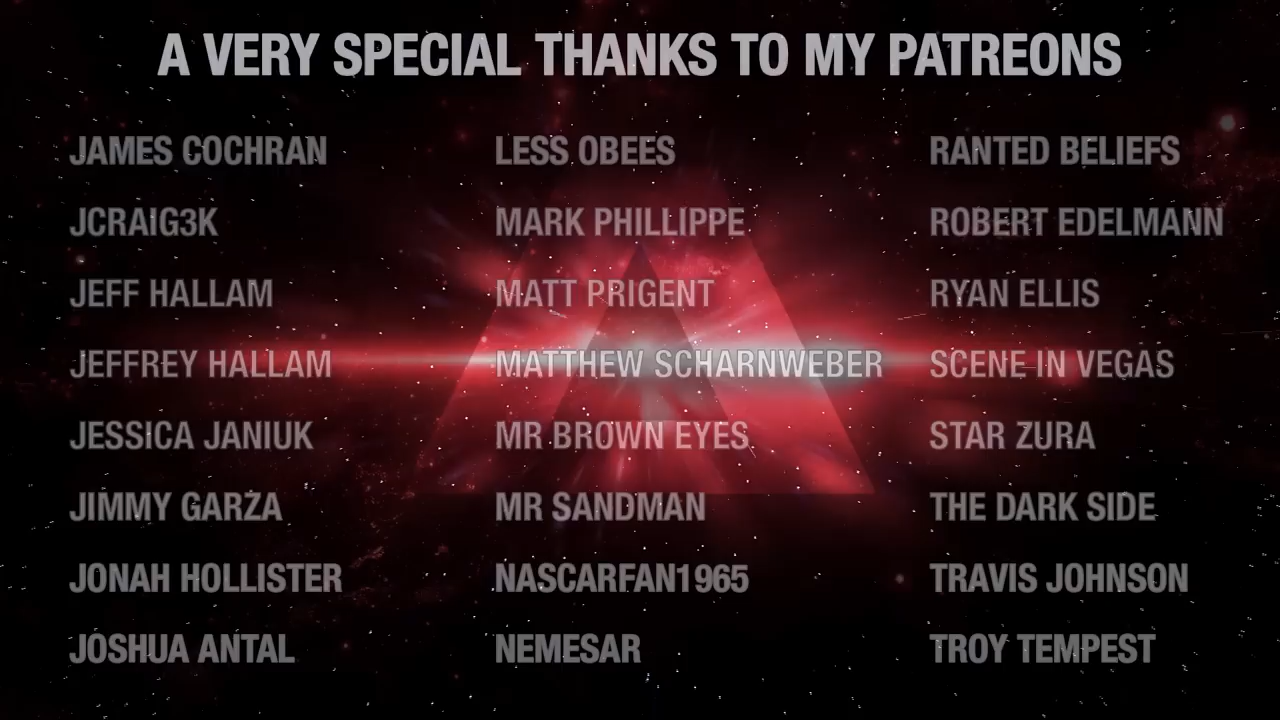 A VERY SPECIAL THANKS TO MY PATREONS
JAMES COCHRAN
JCRAIG3K
JEFF HALLAM
JEFFREY HALLAM
JESSICA JANIUK
JIMMY GARZA
JONAH HOLLISTER
JOSHUA ANTAL
LESS OBEES
MARK PHILLIPPE
MATT PRIGENT
MATTHEW SCHARNWEBER
MR BROWN EYES
MR SANDMAN
NASCARFAN1965
NEMESAR
RANTED BELIEFS
ROBERT EDELMANN
RYAN ELLIS
SCENE IN VEGAS
STAR ZURA
THE DARK SIDE
TRAVIS JOHNSON
TROY TEMPEST